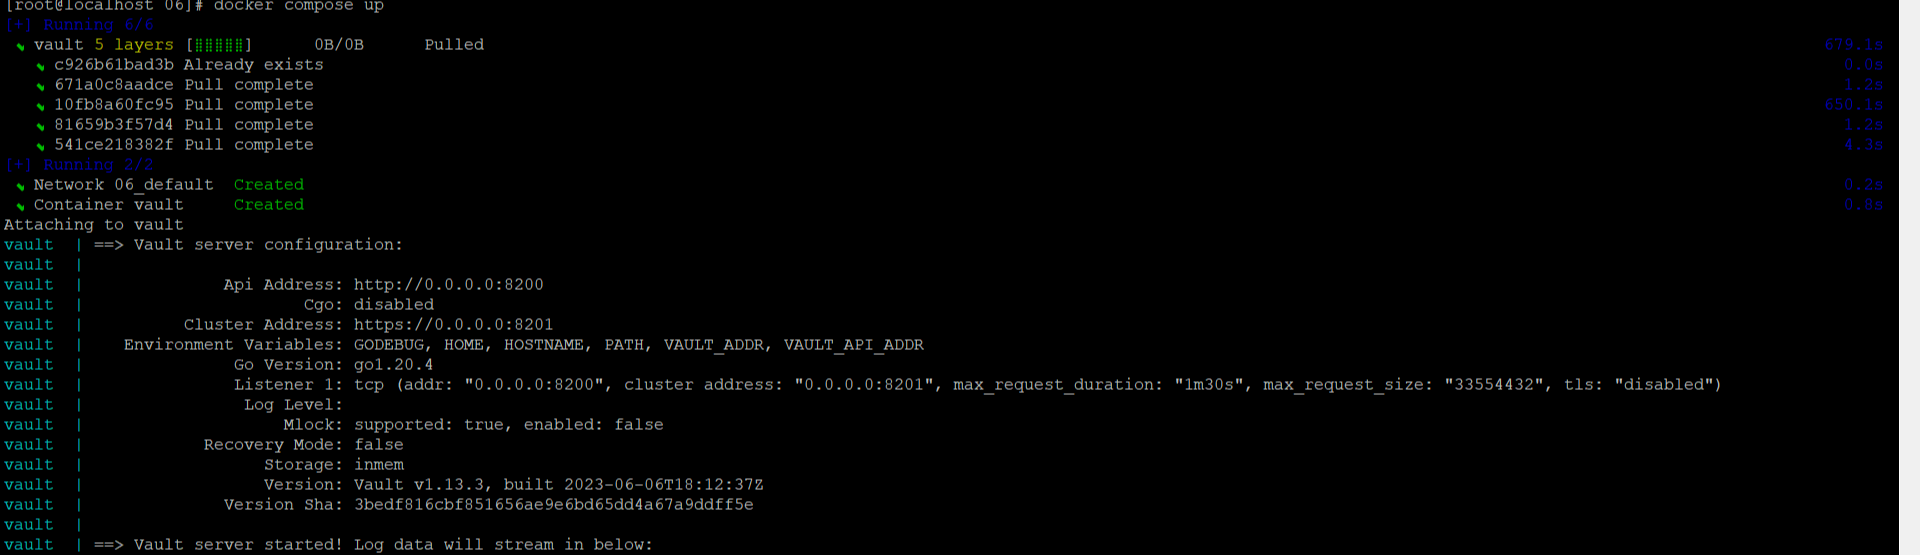 [root@localhost 06]# docker compose up
[+] Running 6/6
vault 5 layers [⣿⣿⣿⣿⣿] 0B/0B Pulled 679.1s
c926b61bad3b Already exists 0.0s
671a0c8aadce Pull complete 1.2s
10fb8a60fc95 Pull complete 650.1s
81659b3f57d4 Pull complete 1.2s
541ce218382f Pull complete 4.3s
[+] Running 2/2
Network 06_default Created 0.2s
Container vault Created 0.8s
Attaching to vault
vault | ==> Vault server configuration:
vault |
vault | Api Address: http://0.0.0.0:8200
vault | Cgo: disabled
vault | Cluster Address: https://0.0.0.0:8201
vault | Environment Variables: GODEBUG, HOME, HOSTNAME, PATH, VAULT_ADDR, VAULT_API_ADDR
vault | Go Version: go1.20.4
vault | Listener 1: tcp (addr: "0.0.0.0:8200", cluster address: "0.0.0.0:8201", max_request_duration: "1m30s", max_request_size: "33554432", tls: "disabled")
vault | Log Level:
vault | Mlock: supported: true, enabled: false
vault | Recovery Mode: false
vault | Storage: inmem
vault | Version: Vault v1.13.3, built 2023-06-06T18:12:37Z
vault | Version Sha: 3bedf816cbf851656ae9e6bd65dd4a67a9ddff5e
vault |
vault | ==> Vault server started! Log data will stream in below: